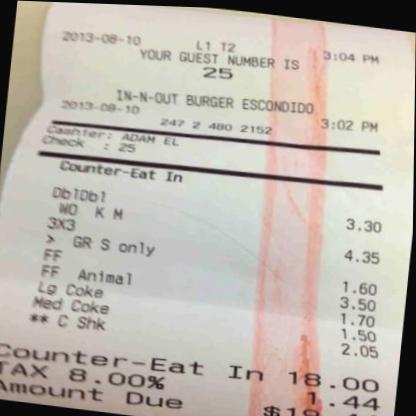 2013-08-10 L1 T2 3:04 PM
YOUR GUEST NUMBER IS
25
IN-N-OUT BURGER ESCONDIDO
2013-08-10 247 2 480 2152 3:02 PM
Cashier: ADAM EL
Check : 25
Counter-Eat In
DblDbl 3.30
WO K M
3X3 4.35
> GR S only
FF 1.60
FF Animal 3.50
Lg Coke 1.70
Med Coke 1.50
** C Shk 2.05
Counter-Eat In 18.00
TAX 8.00% 1.44
Amount Due